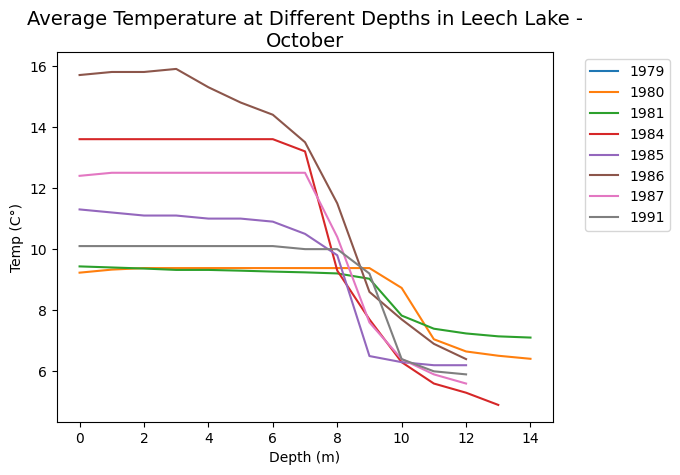 Average Temperature at Different Depths in Leech Lake -
October
16
14
12
10
8
6
Temp (C°)
0 2 4 6 8 10 12 14
Depth (m)
1979
1980
1981
1984
1985
1986
1987
1991